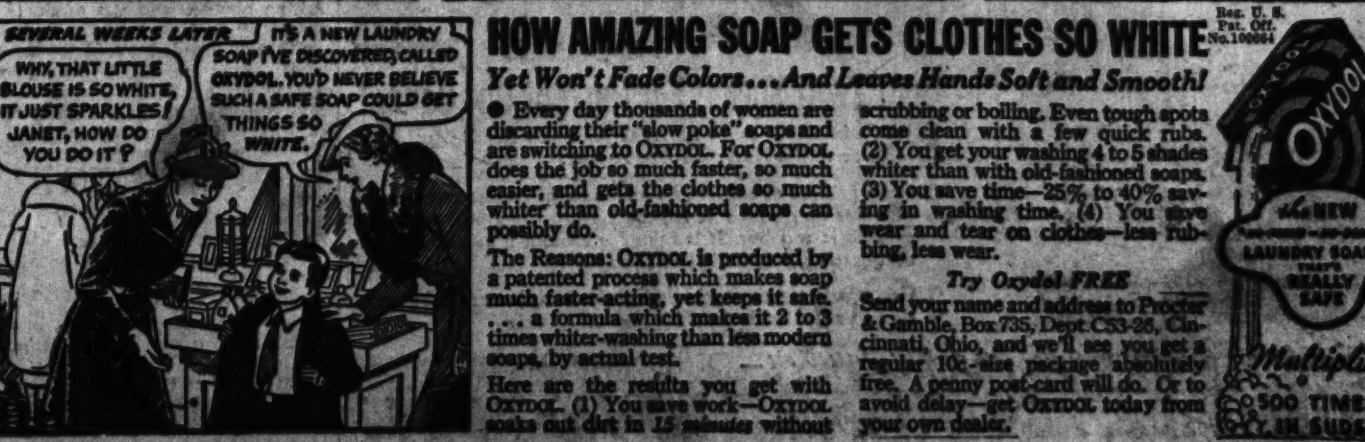 SEVERAL WEEKS LATER
WHY, THAT LITTLE
BLOUSE IS SO WHITE,
IT JUST SPARKLES!
JANET, HOW DO
YOU DO IT?
IT'S A NEW LAUNDRY
SOAP I'VE DISCOVERED, CALLED
OXYDOL. YOU'D NEVER BELIEVE
SUCH A SAFE SOAP COULD GET
THINGS SO
WHITE.
HOW AMAZING SOAP GETS CLOTHES SO WHITE
Yet Won't Fade Colors...And Leaves Hands Soft and Smooth!
● Every day thousands of women are
discarding their "slow poke" soaps and
are switching to OXYDOL. For OXYDOL
does the job so much faster, so much
easier, and gets the clothes so much
whiter than old-fashioned soaps can
possibly do.
The Reasons: OXYDOL is produced by
a patented process which makes soap
much faster-acting, yet keeps it safe.
. . . a formula which makes it 2 to 3
times whiter-washing than less modern
soaps, by actual test.
Here are the results you get with
OXYDOL. (1) You save work—OXYDOL
soaks out dirt in 15 minutes without
scrubbing or boiling. Even tough spots
come clean with a few quick rubs.
(2) You get your washing 4 to 5 shades
whiter than with old-fashioned soaps.
(3) You save time—25% to 40% sav-
ing in washing time. (4) You save
wear and tear on clothes—less rub-
bing, less wear.
Try Oxydol FREE
Send your name and address to Procter
& Gamble, Box 735, Dept. C53-26, Cin-
cinnati, Ohio, and we'll see you get a
regular 10c-size package absolutely
free. A penny post-card will do. Or to
avoid delay—get OXYDOL today from
your own dealer.
Reg. U. S.
Pat. Off.
OXYDOL
OXYDOL
the NEW
LAUNDRY SOAP
THAT'S
REALLY
SAFE
500 TIMES
IN SUDS